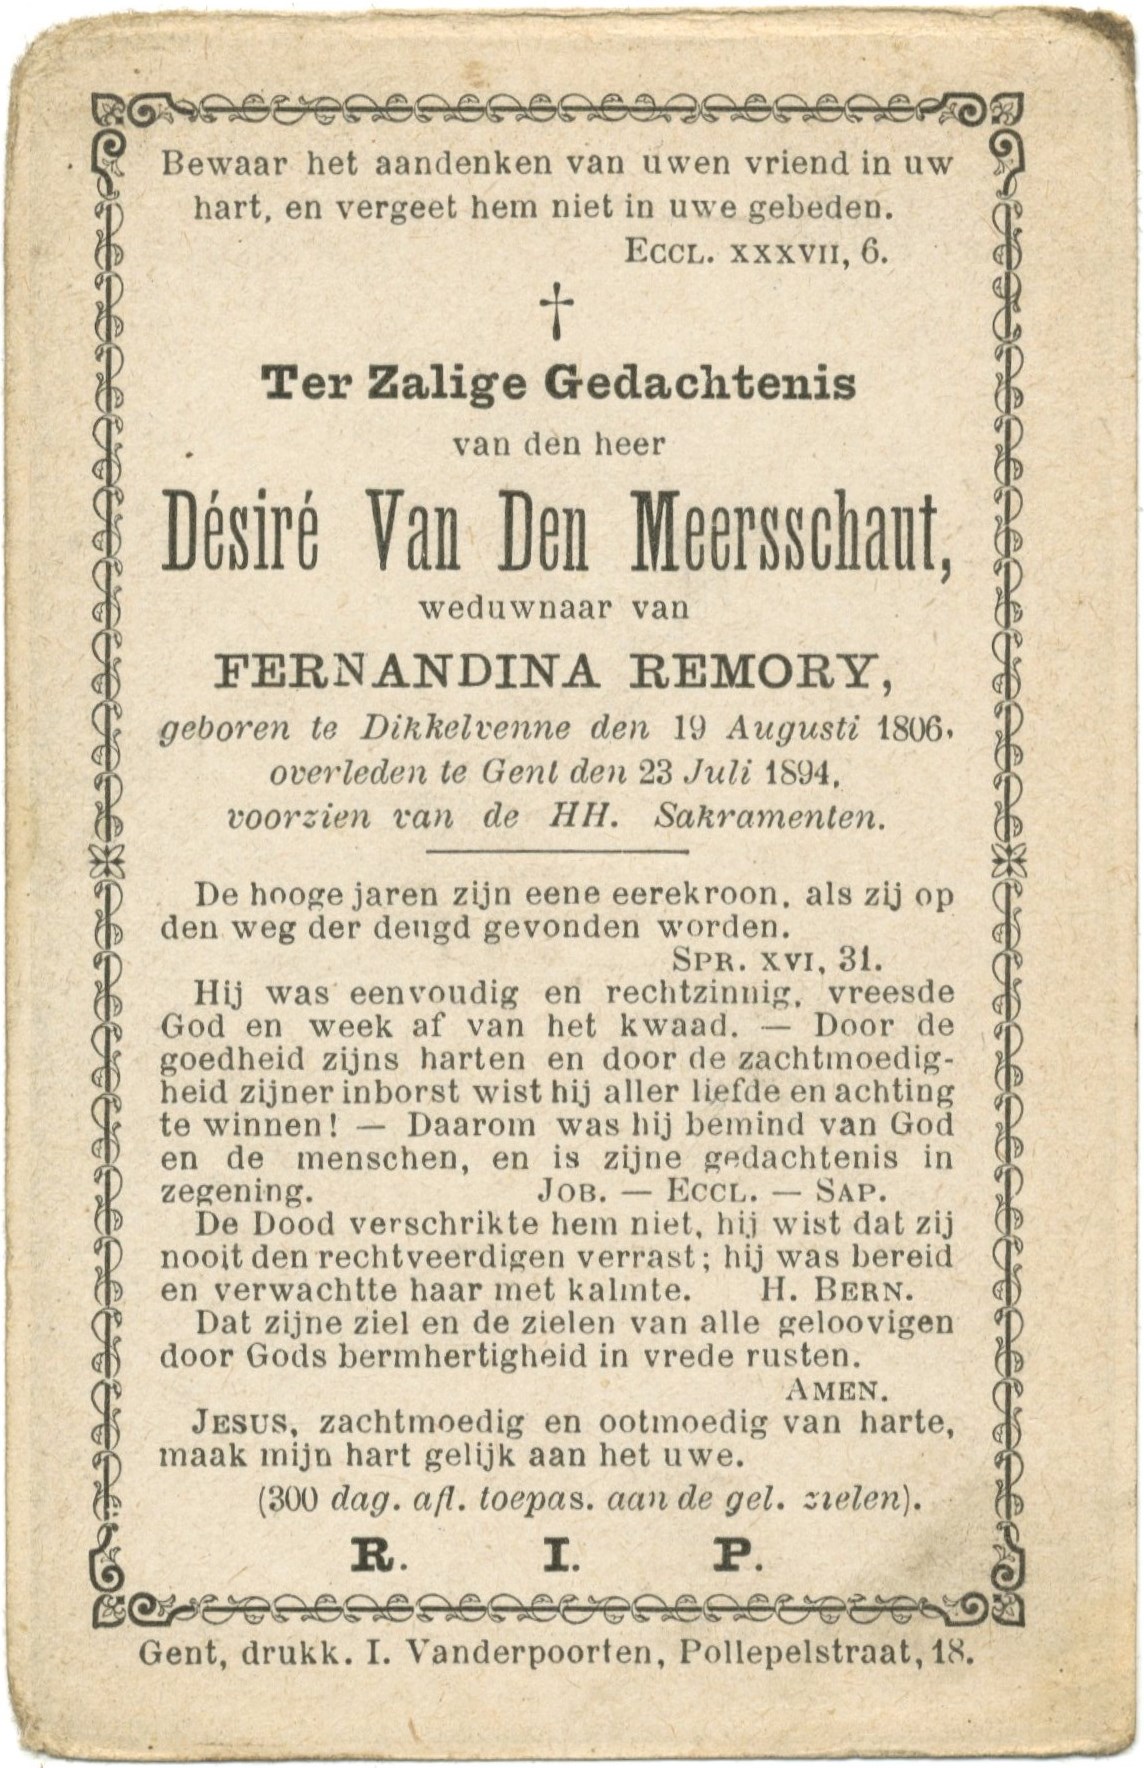 Bewaar het aandenken van uwen vriend in uw
hart, en vergeet hem niet in uwe gebeden.
ECCL. XXXVII, 6.
†
Ter Zalige Gedachtenis
van den heer
Désiré Van Den Meersschaut,
weduwnaar van
FERNANDINA REMORY,
geboren te Dikkelvenne den 19 Augusti 1806,
overleden te Gent den 23 Juli 1894,
voorzien van de HH. Sakramenten.
De hooge jaren zijn eene eerekroon, als zij op
den weg der deugd gevonden worden.
SPR. XVI, 31.
Hij was eenvoudig en rechtzinnig, vreesde
God en week af van het kwaad. — Door de
goedheid zijns harten en door de zachtmoedig-
heid zijner inborst wist hij aller liefde en achting
te winnen! — Daarom was hij bemind van God
en de menschen, en is zijne gedachtenis in
zegening. JOB. — ECCL. — SAP.
De Dood verschrikte hem niet, hij wist dat zij
nooit den rechtveerdigen verrast; hij was bereid
en verwachtte haar met kalmte. H. BERN.
Dat zijne ziel en de zielen van alle geloovigen
door Gods bermhertigheid in vrede rusten.
AMEN.
JESUS, zachtmoedig en ootmoedig van harte,
maak mijn hart gelijk aan het uwe.
(300 dag. afl. toepas. aan de gel. zielen).
R. I. P.
Gent, drukk. I. Vanderpoorten, Pollepelstraat, 18.